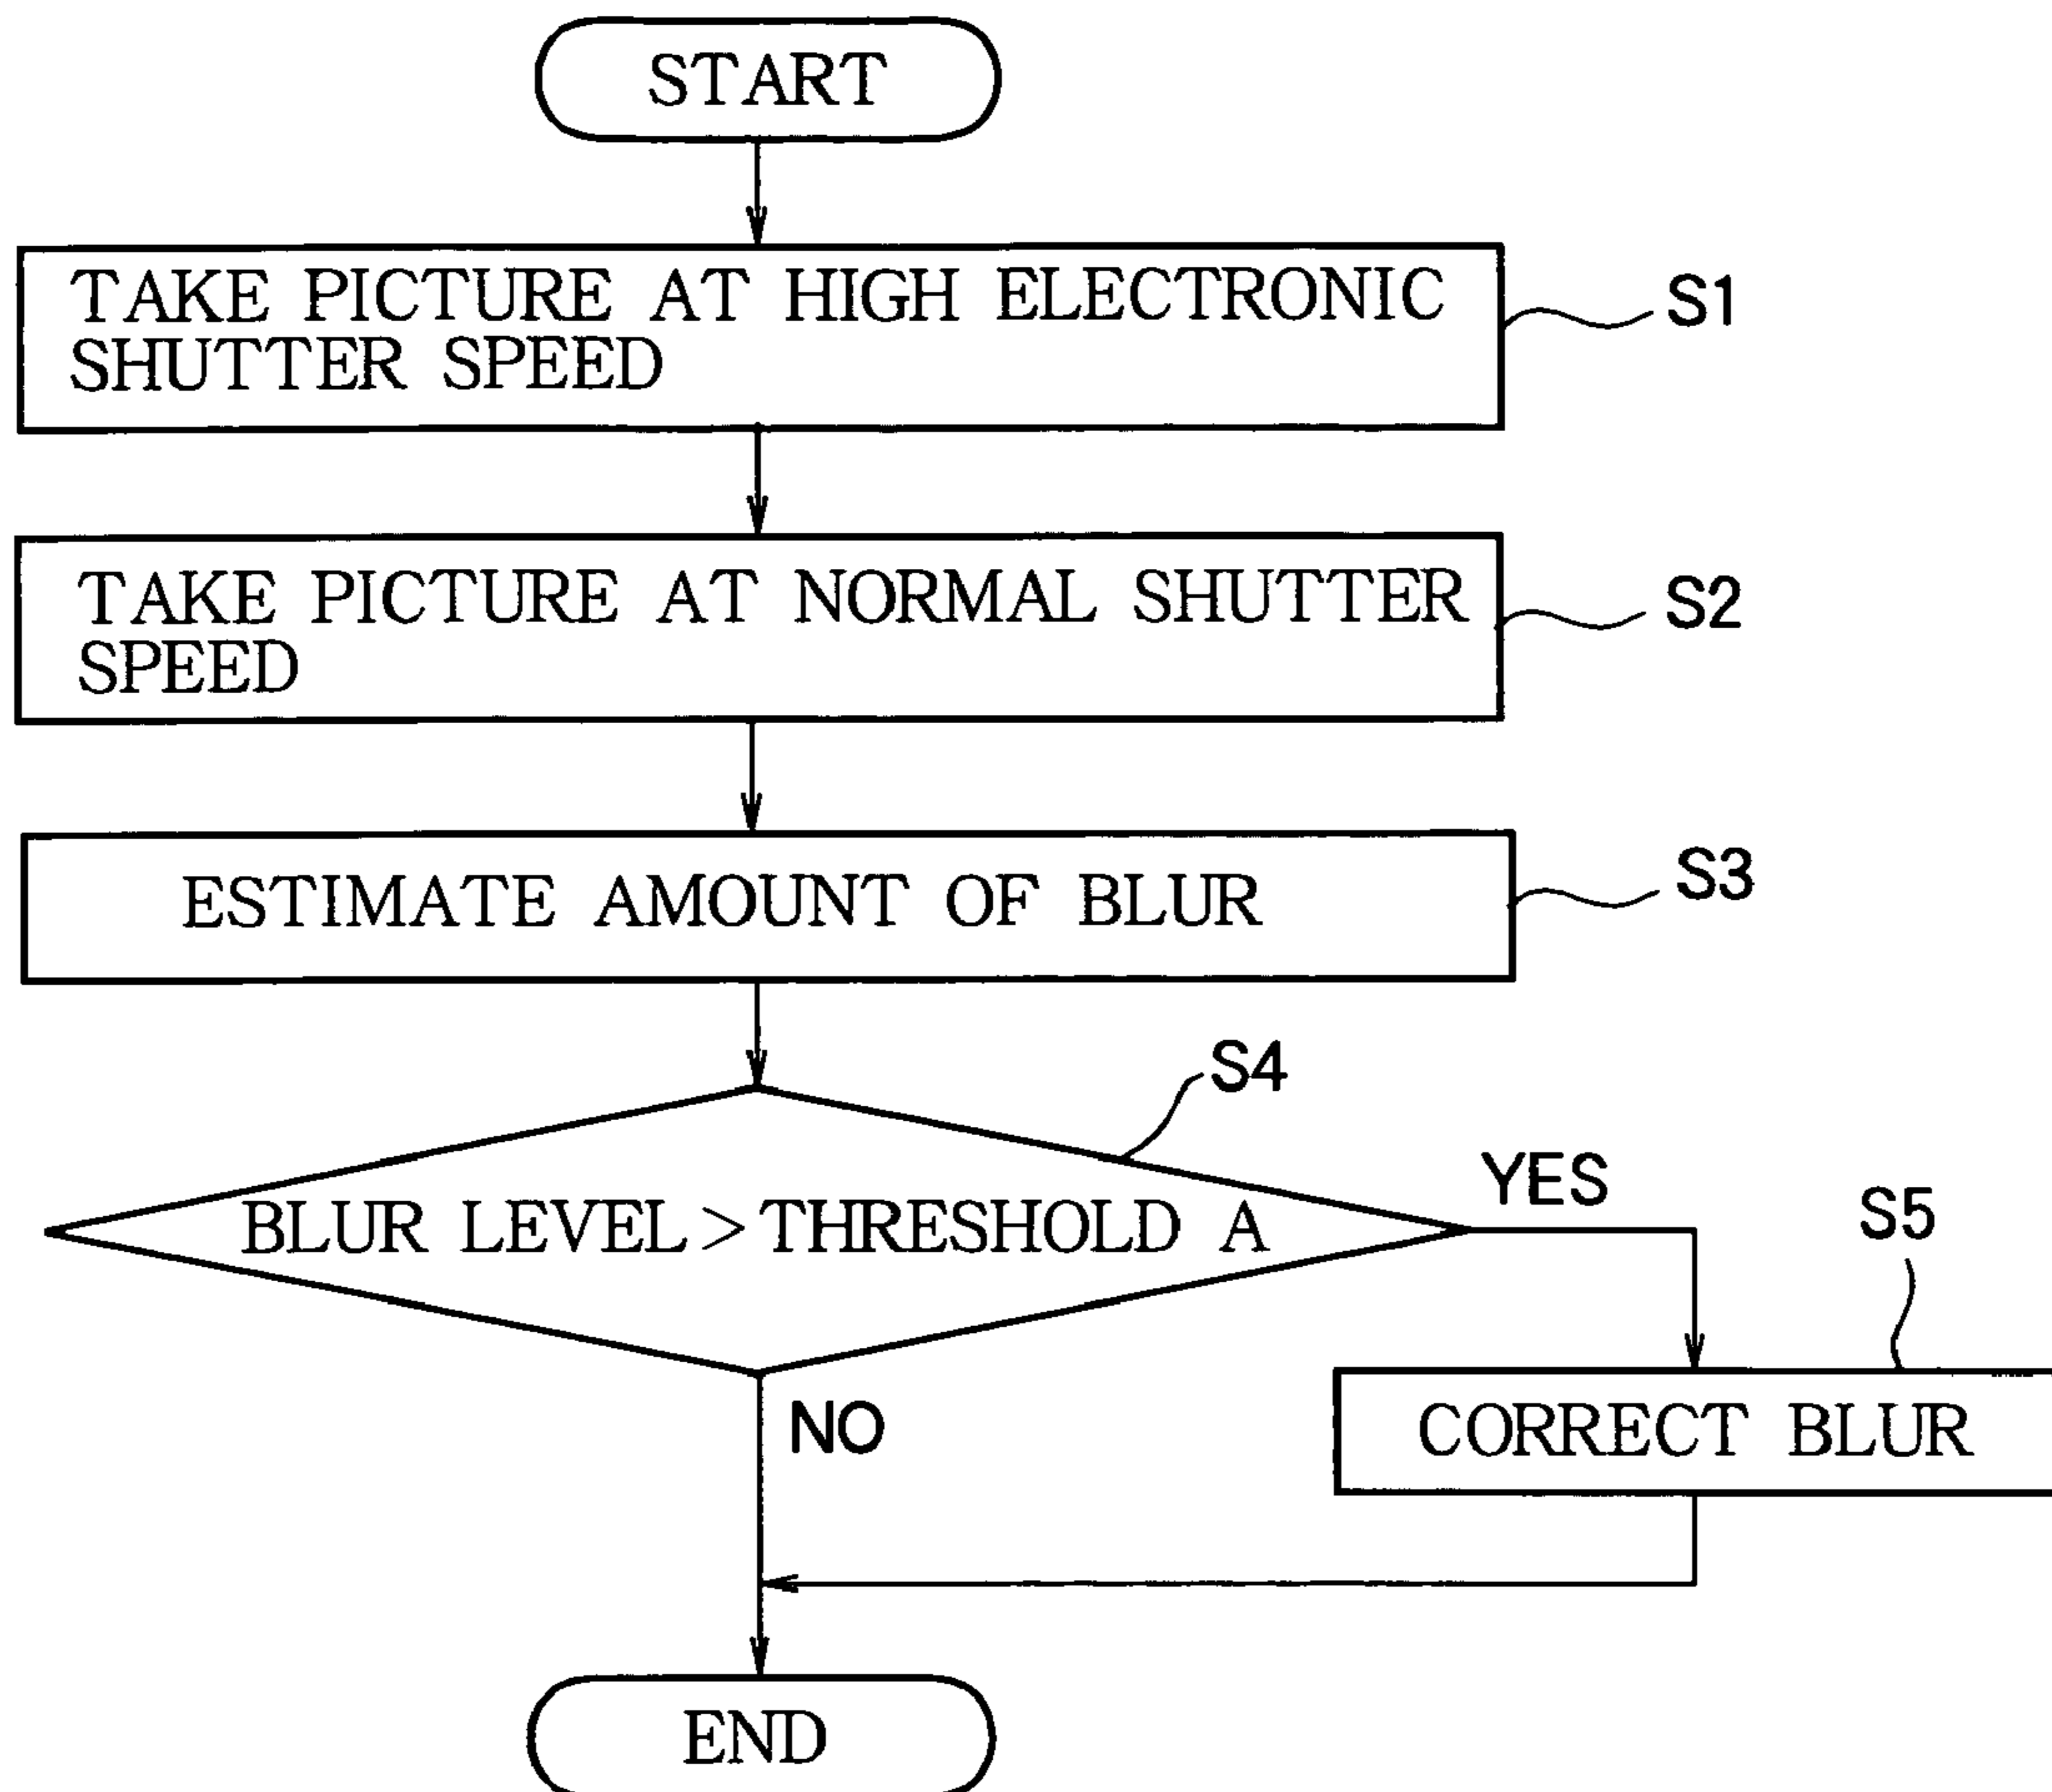 START
TAKE PICTURE AT HIGH ELECTRONIC
SHUTTER SPEED
S1
TAKE PICTURE AT NORMAL SHUTTER
SPEED
S2
ESTIMATE AMOUNT OF BLUR
S3
S4
BLUR LEVEL > THRESHOLD A
YES
S5
NO
CORRECT BLUR
END